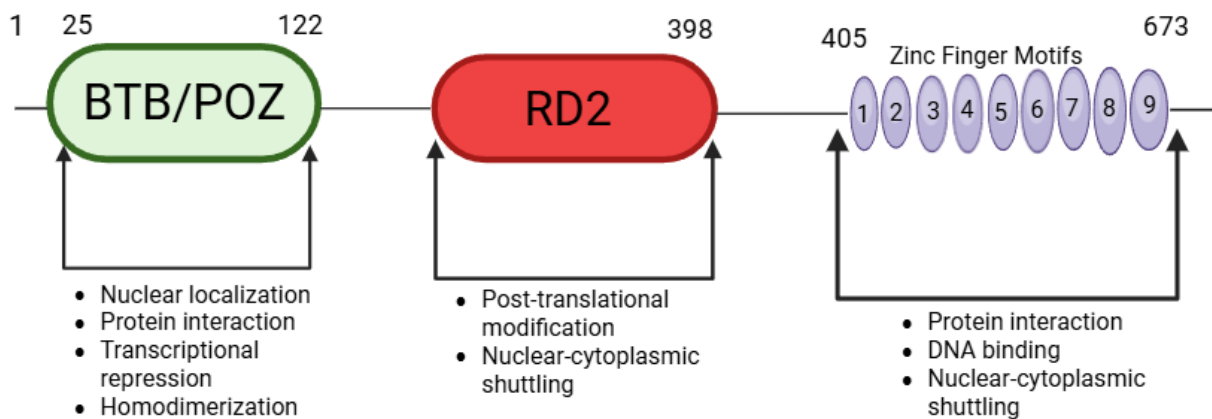 1 25 122 398 405 673
Zinc Finger Motifs
BTB/POZ RD2 1 2 3 4 5 6 7 8 9
• Nuclear localization
• Protein interaction
• Transcriptional
repression
• Homodimerization
• Post-translational
modification
• Nuclear-cytoplasmic
shuttling
• Protein interaction
• DNA binding
• Nuclear-cytoplasmic
shuttling